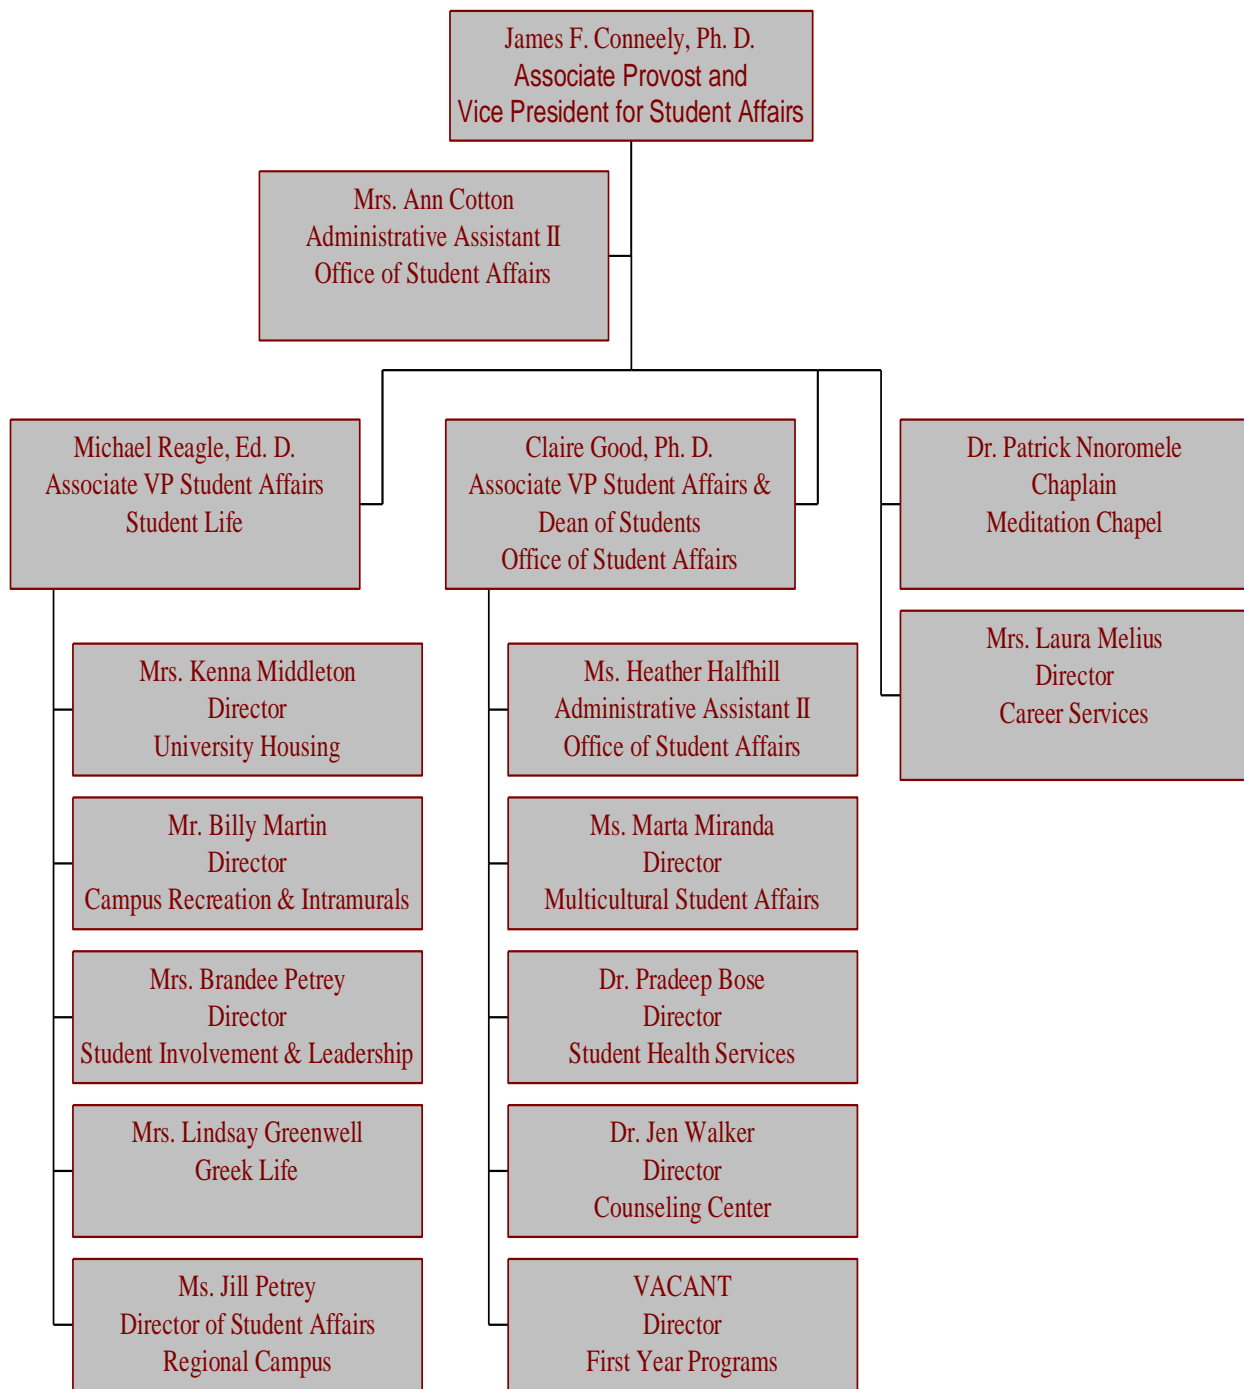 James F. Conneely, Ph. D.
Associate Provost and
Vice President for Student Affairs
Mrs. Ann Cotton
Administrative Assistant II
Office of Student Affairs
Michael Reagle, Ed. D.
Associate VP Student Affairs
Student Life
Claire Good, Ph. D.
Associate VP Student Affairs &
Dean of Students
Office of Student Affairs
Dr. Patrick Nnoromele
Chaplain
Meditation Chapel
Mrs. Laura Melius
Director
Career Services
Mrs. Kenna Middleton
Director
University Housing
Mr. Billy Martin
Director
Campus Recreation & Intramurals
Mrs. Brandee Petrey
Director
Student Involvement & Leadership
Mrs. Lindsay Greenwell
Greek Life
Ms. Jill Petrey
Director of Student Affairs
Regional Campus
Ms. Heather Halfhill
Administrative Assistant II
Office of Student Affairs
Ms. Marta Miranda
Director
Multicultural Student Affairs
Dr. Pradeep Bose
Director
Student Health Services
Dr. Jen Walker
Director
Counseling Center
VACANT
Director
First Year Programs